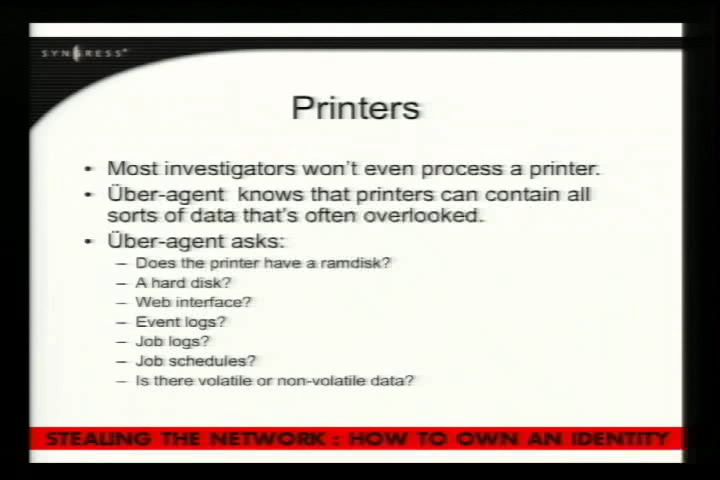 SYNGRESS
Printers
• Most investigators won't even process a printer.
• Über-agent knows that printers can contain all
sorts of data that's often overlooked.
• Über-agent asks:
– Does the printer have a ramdisk?
– A hard disk?
– Web interface?
– Event logs?
– Job logs?
– Job schedules?
– Is there volatile or non-volatile data?
STEALING THE NETWORK : HOW TO OWN AN IDENTITY